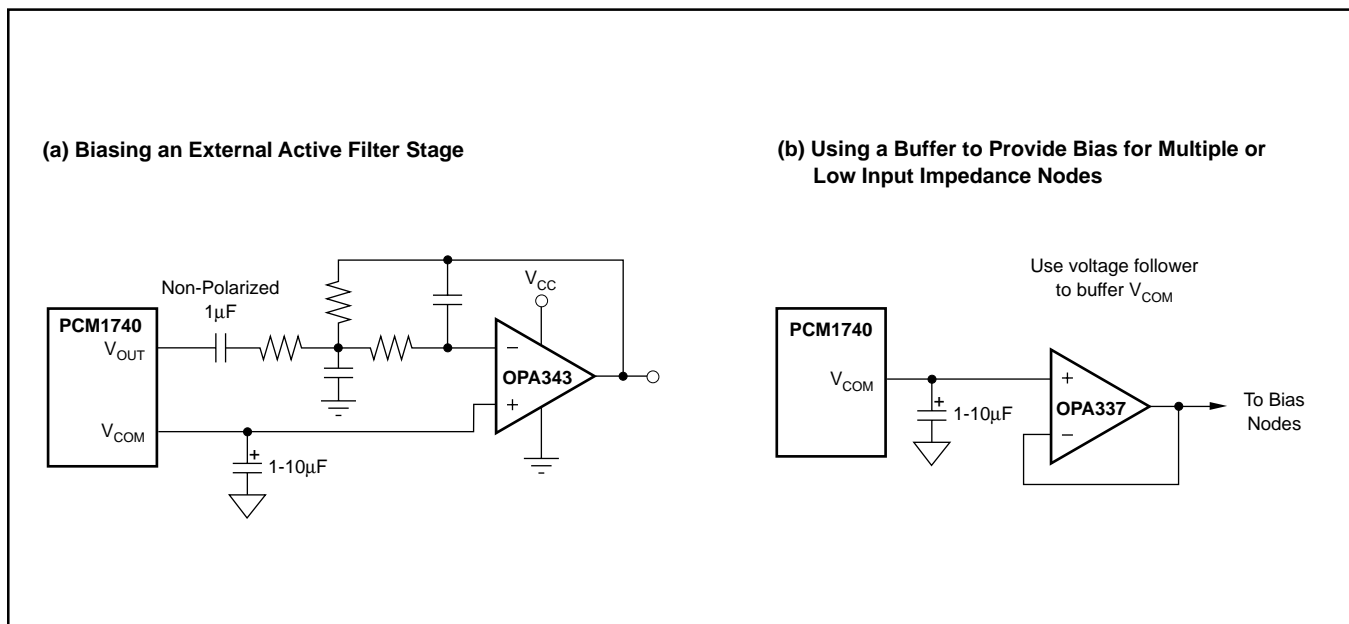 (a) Biasing an External Active Filter Stage
Non-Polarized
1µF
PCM1740
VOUT
VCOM
+
1-10µF
VCC
−
OPA343
+
(b) Using a Buffer to Provide Bias for Multiple or
Low Input Impedance Nodes
Use voltage follower
to buffer VCOM
PCM1740
VCOM
+
1-10µF
+
OPA337
−
To Bias
Nodes